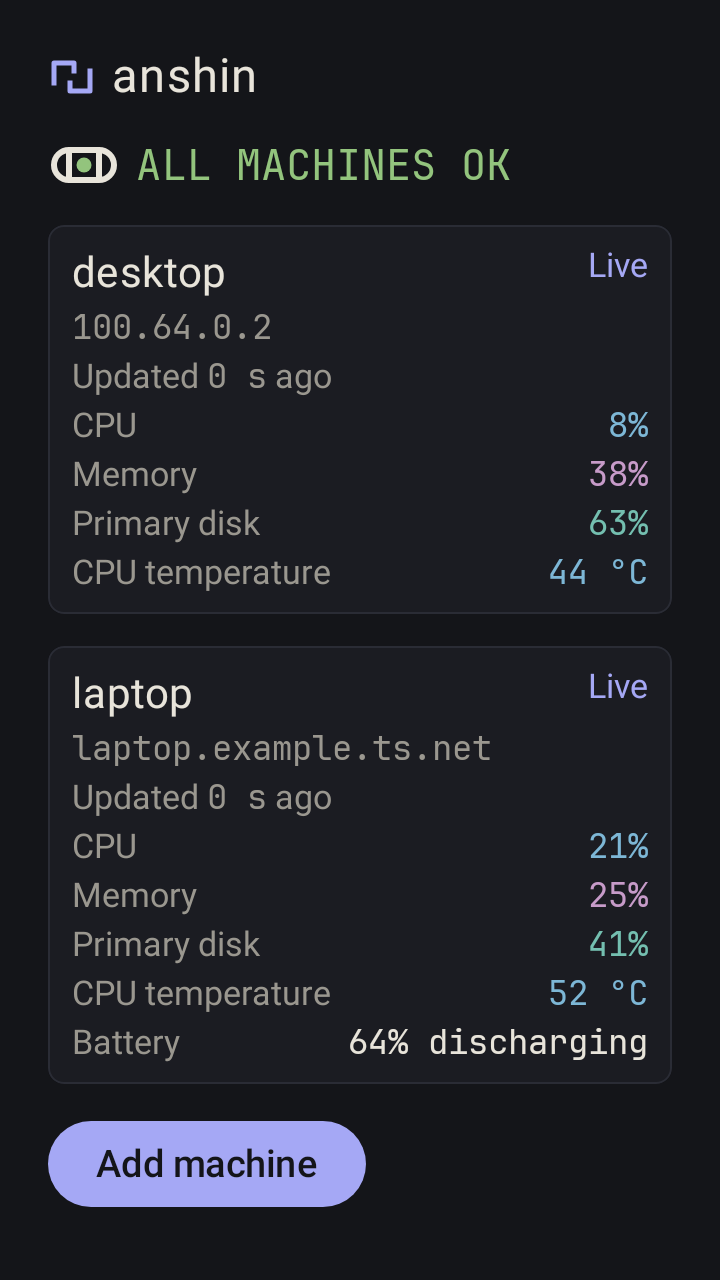 anshin
ALL MACHINES OK
desktop Live
100.64.0.2
Updated 0 s ago
CPU 8%
Memory 38%
Primary disk 63%
CPU temperature 44 °C
laptop Live
laptop.example.ts.net
Updated 0 s ago
CPU 21%
Memory 25%
Primary disk 41%
CPU temperature 52 °C
Battery 64% discharging
Add machine